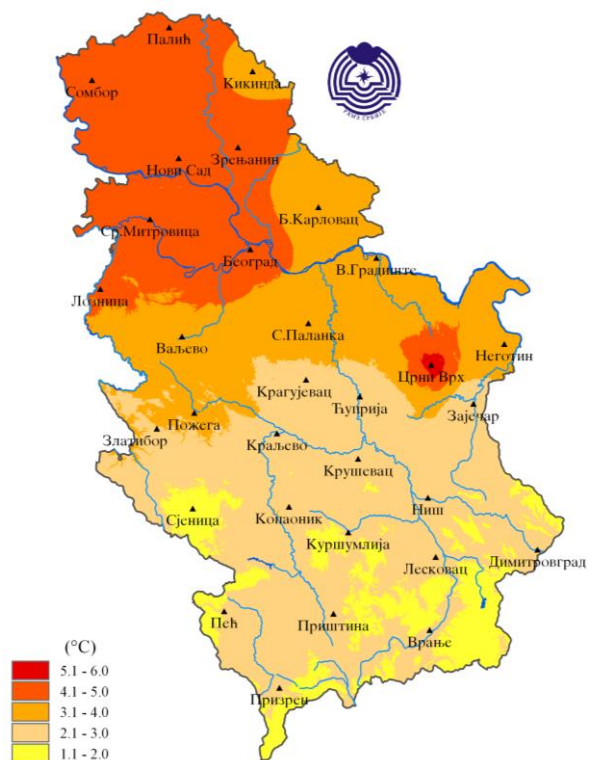 Палић
Кикинда
Сомбор
РХМЗ СРБИЈЕ
Зрењанин
Нови Сад
Б.Карловац
Ср.Митровица
Београд
В.Градиште
Лозница
С.Паланка
Ваљево
Неготин
Црни Врх
Крагујевац
Ћуприја
Зајечар
Пожега
Златибор
Краљево
Крушевац
Ниш
Сјеница
Копаоник
Куршумлија
Димитровград
Лесковац
Пећ
Приштина
Врање
Призрен
(°C)
5.1 - 6.0
4.1 - 5.0
3.1 - 4.0
2.1 - 3.0
1.1 - 2.0